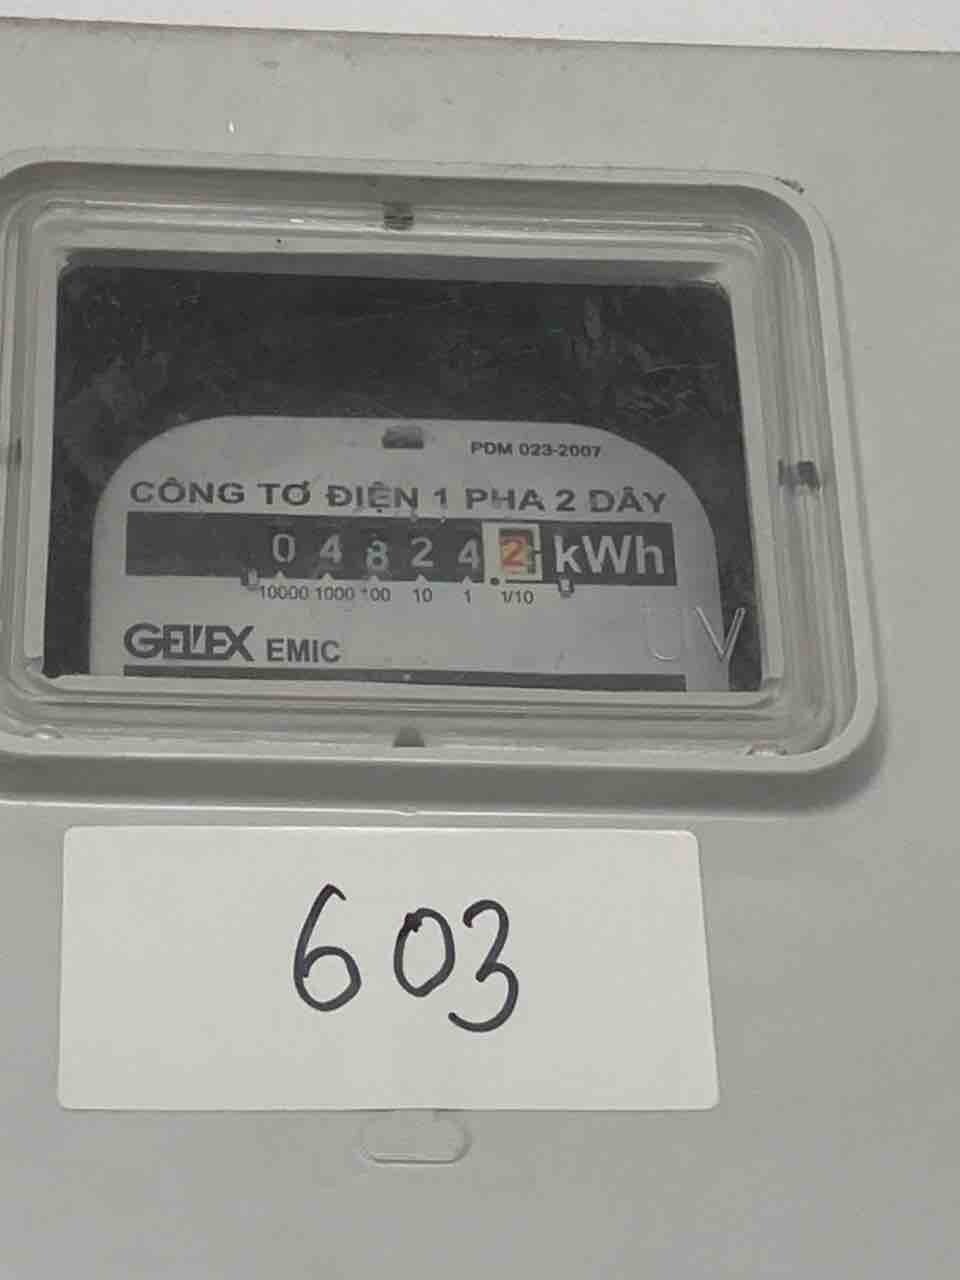 PDM 023-2007
CÔNG TƠ ĐIỆN 1 PHA 2 DÂY
0 4 8 2 4 2 kWh
10000 1000 100 10 1 1/10
GELEX EMIC
UV
603